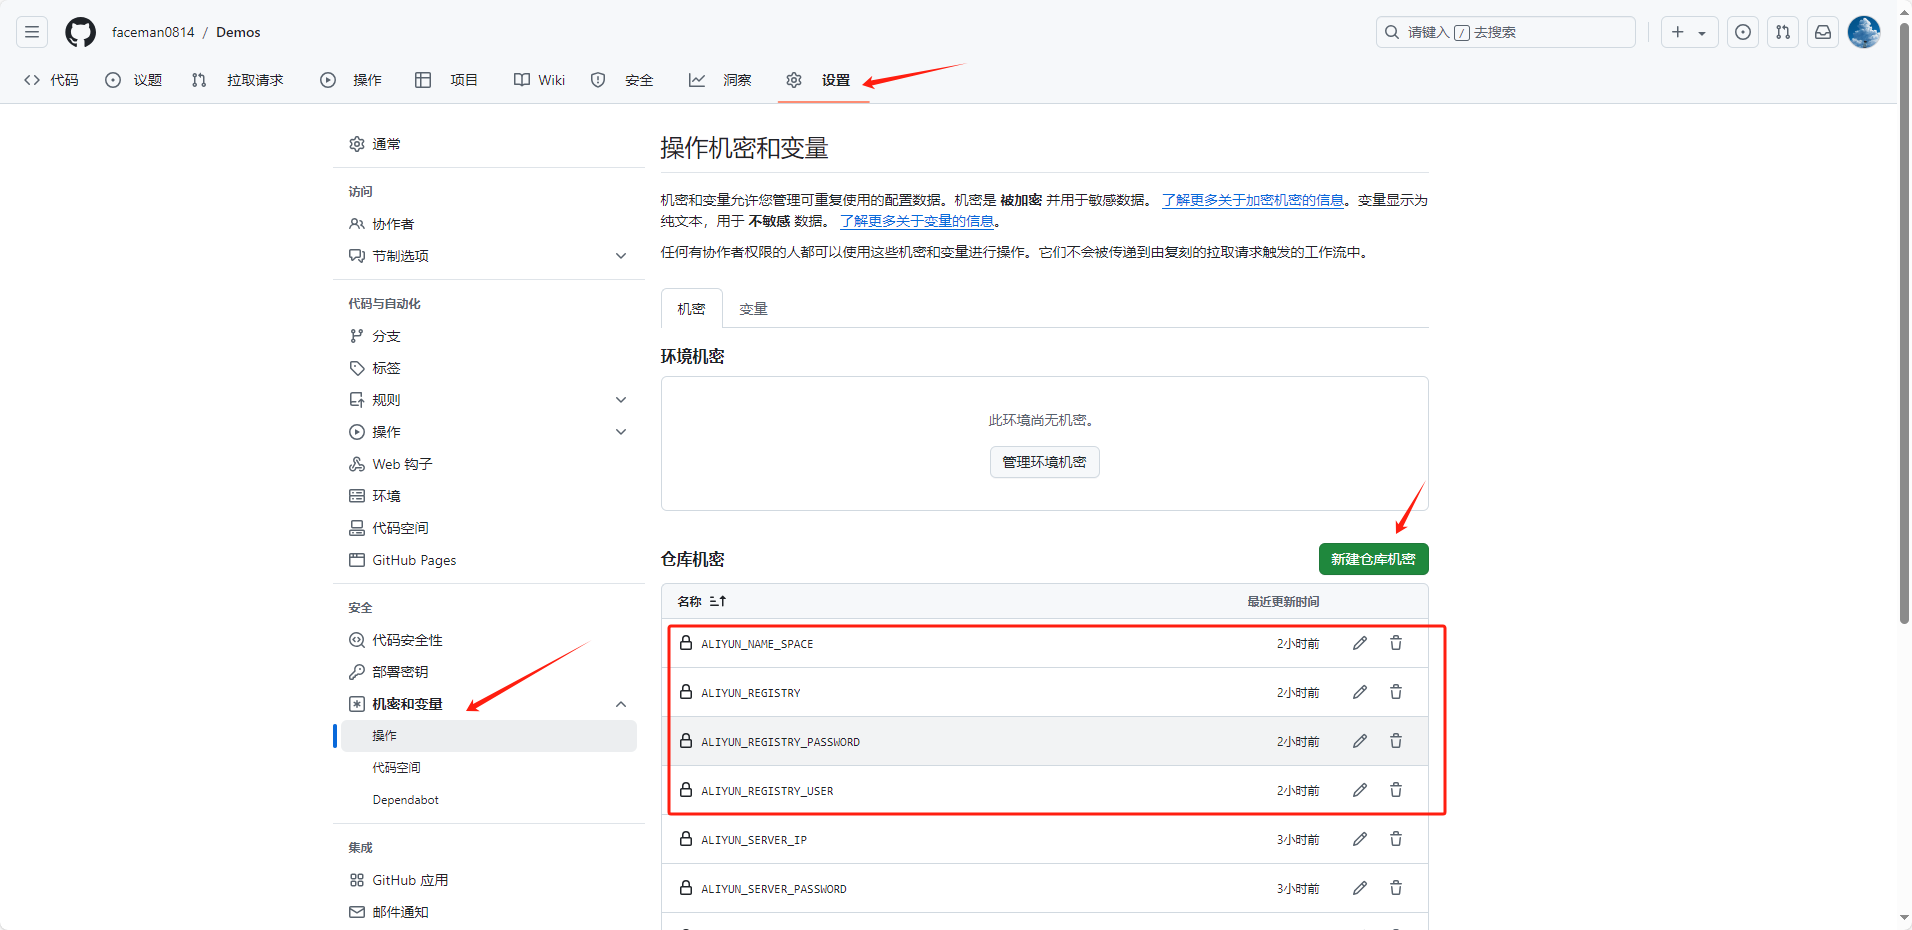 faceman0814 / Demos
请键入 / 去搜索
代码
议题
拉取请求
操作
项目
Wiki
安全
洞察
设置
通常
访问
协作者
节制选项
代码与自动化
分支
标签
规则
操作
Web 钩子
环境
代码空间
GitHub Pages
安全
代码安全性
部署密钥
机密和变量
操作
代码空间
Dependabot
集成
GitHub 应用
邮件通知
操作机密和变量
机密和变量允许您管理可重复使用的配置数据。机密是 被加密 并用于敏感数据。 了解更多关于加密机密的信息。变量显示为
纯文本，用于 不敏感 数据。 了解更多关于变量的信息。
任何有协作者权限的人都可以使用这些机密和变量进行操作。它们不会被传递到由复刻的拉取请求触发的工作流中。
机密
变量
环境机密
此环境尚无机密。
管理环境机密
仓库机密
新建仓库机密
名称
最近更新时间
ALIYUN_NAME_SPACE 2小时前
ALIYUN_REGISTRY 2小时前
ALIYUN_REGISTRY_PASSWORD 2小时前
ALIYUN_REGISTRY_USER 2小时前
ALIYUN_SERVER_IP 3小时前
ALIYUN_SERVER_PASSWORD 3小时前